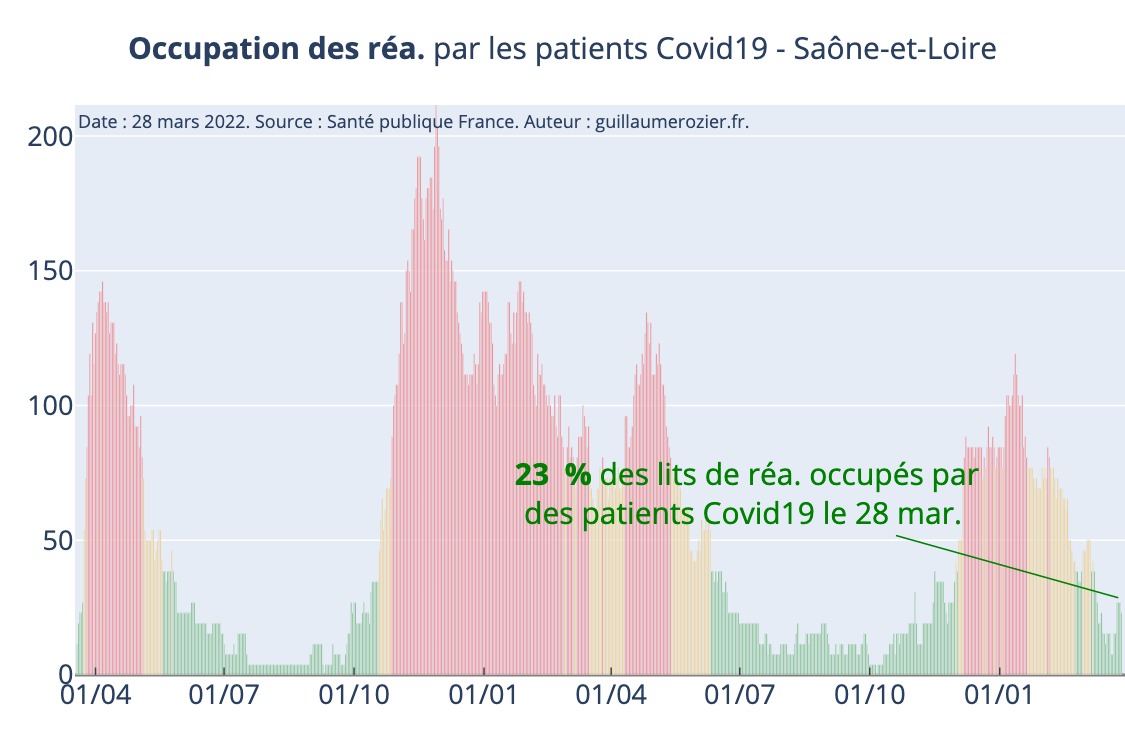 Occupation des réa. par les patients Covid19 - Saône-et-Loire
Date : 28 mars 2022. Source : Santé publique France. Auteur : guillaumerozier.fr.
200
150
100
23  % des lits de réa. occupés par
des patients Covid19 le 28 mar.
50
0
01/04 01/07 01/10 01/01 01/04 01/07 01/10 01/01